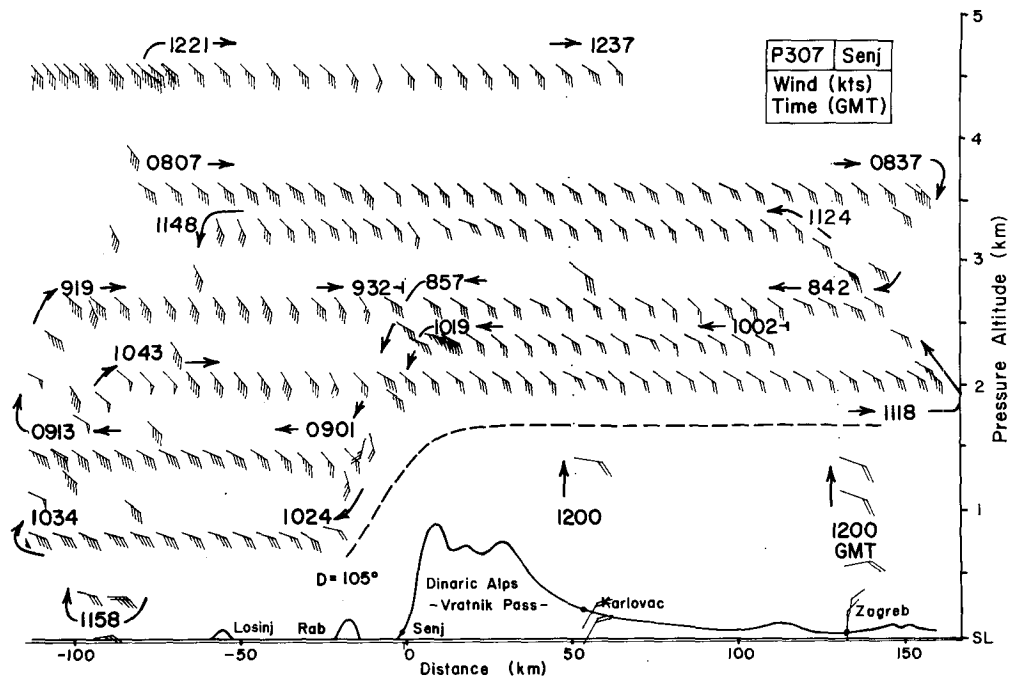 5
1221
1237
P307 Senj
Wind (kts)
Time (GMT)
4
0807
0837
1148
1124
3
919
932
857
842
1019
1002
1043
2
0913
0901
1118
1034
1024
1200
1200
GMT
1
D = 105°
Dinaric Alps
~Vratnik Pass~
Karlovac
Zagreb
1158
Losinj
Rab
Senj
SL
-100
-50
0
50
100
150
Distance (km)
Pressure Altitude (km)